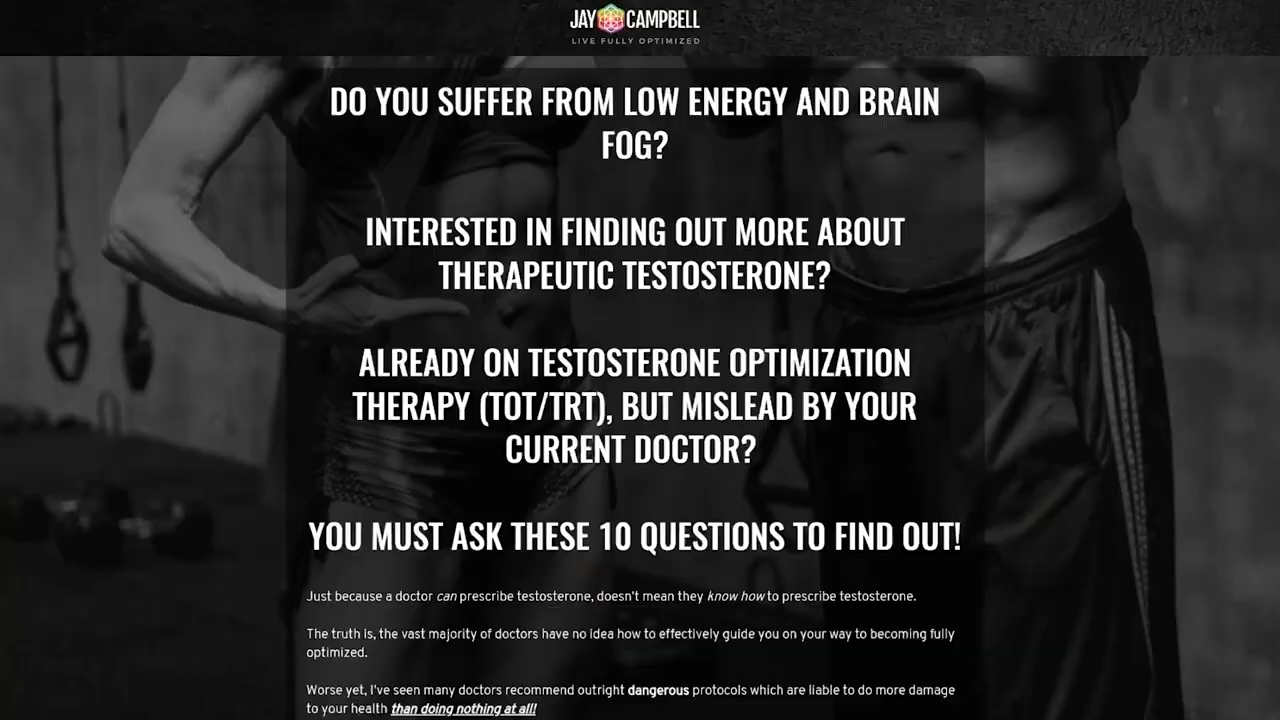 JAY CAMPBELL
LIVE FULLY OPTIMIZED
DO YOU SUFFER FROM LOW ENERGY AND BRAIN
FOG?
INTERESTED IN FINDING OUT MORE ABOUT
THERAPEUTIC TESTOSTERONE?
ALREADY ON TESTOSTERONE OPTIMIZATION
THERAPY (TOT/TRT), BUT MISLEAD BY YOUR
CURRENT DOCTOR?
YOU MUST ASK THESE 10 QUESTIONS TO FIND OUT!
Just because a doctor can prescribe testosterone, doesn't mean they know how to prescribe testosterone.
The truth is, the vast majority of doctors have no idea how to effectively guide you on your way to becoming fully
optimized.
Worse yet, I've seen many doctors recommend outright dangerous protocols which are liable to do more damage
to your health than doing nothing at all!